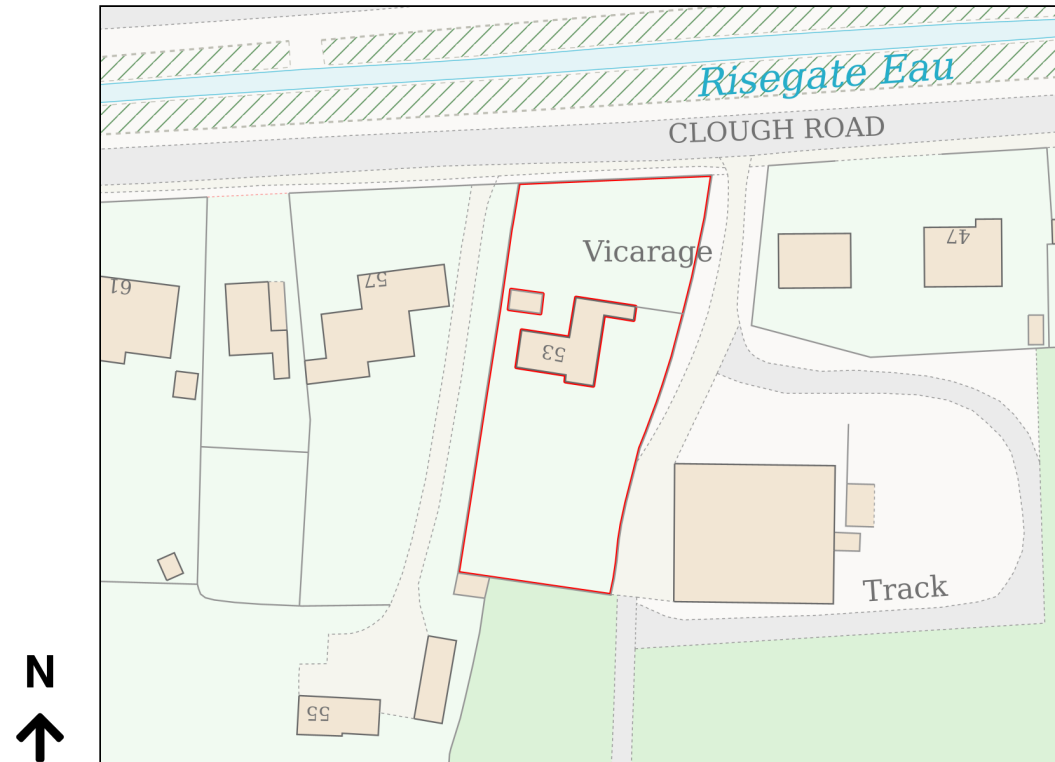 Risegate Eau
CLOUGH ROAD
Vicarage
47
61
57
53
Track
N
55